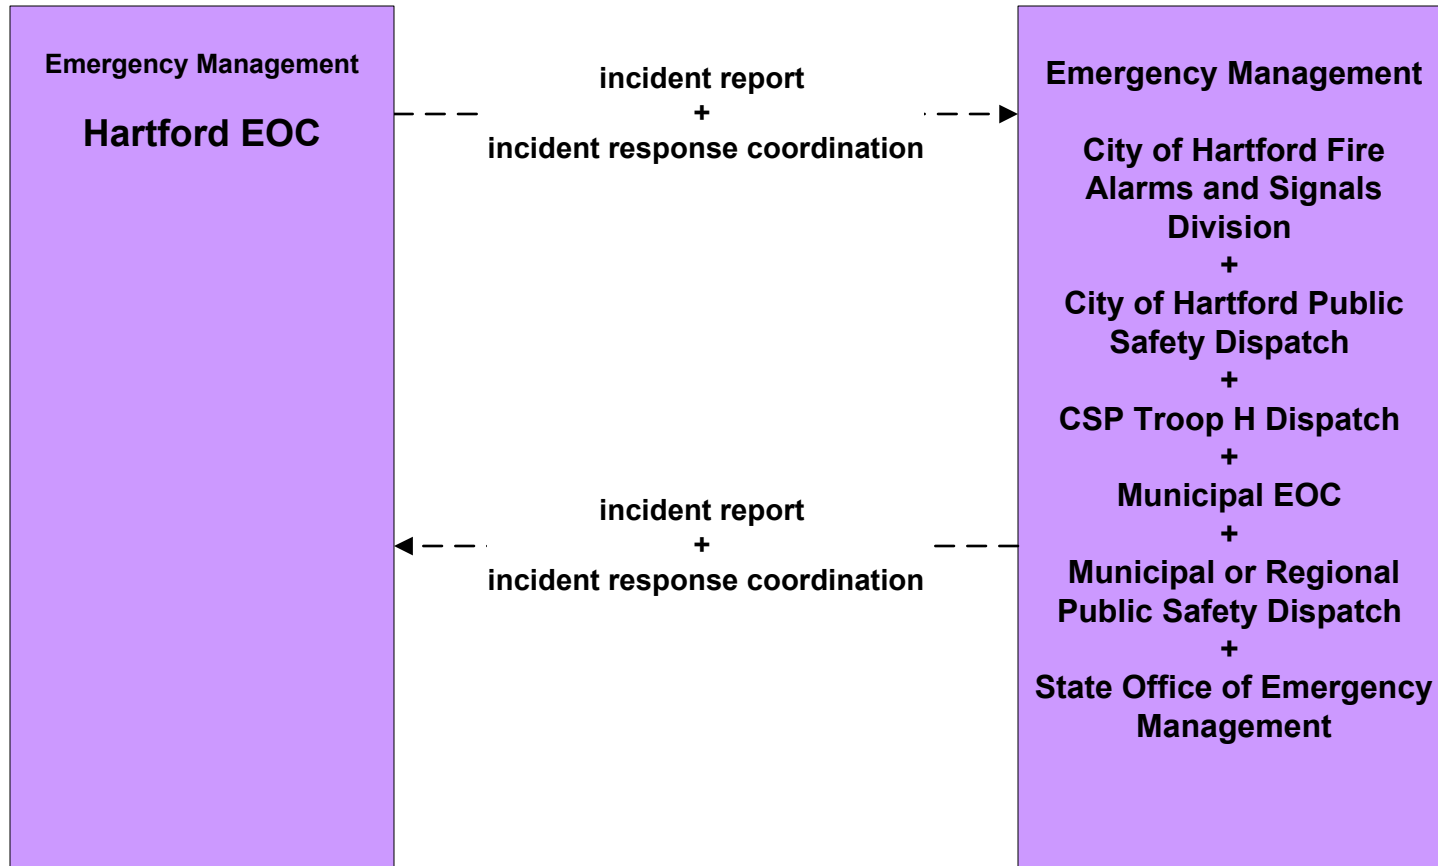 Emergency Management
Hartford EOC
incident report
+
incident response coordination
incident report
+
incident response coordination
Emergency Management
City of Hartford Fire
Alarms and Signals
Division
+
City of Hartford Public
Safety Dispatch
+
CSP Troop H Dispatch
+
Municipal EOC
+
Municipal or Regional
Public Safety Dispatch
+
State Office of Emergency
Management